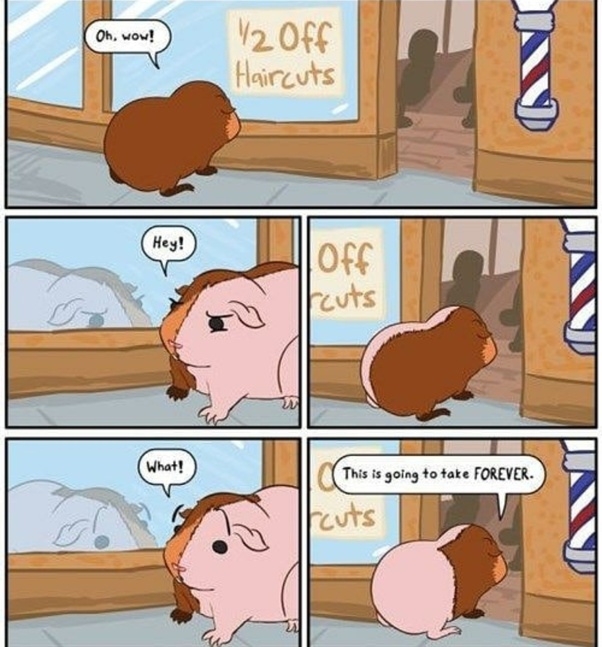 Oh, wow!
1/2 Off
Haircuts
Hey!
Off
rcuts
What!
This is going to take FOREVER.
rcuts